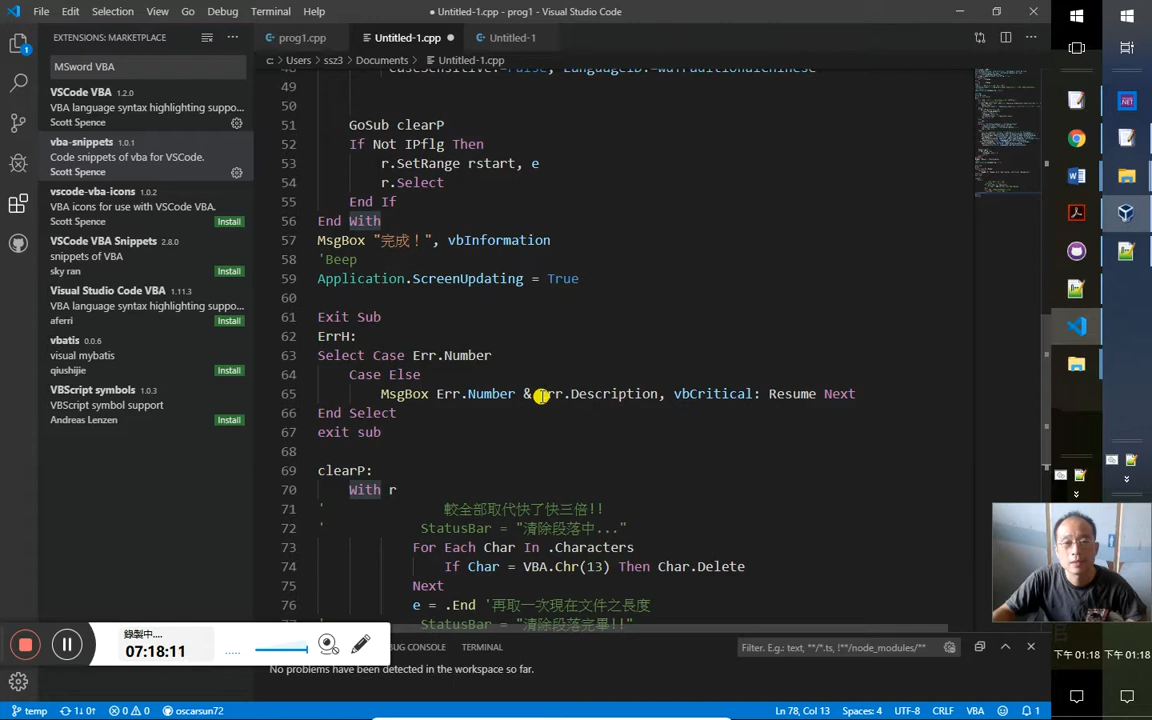 File Edit Selection View Go Debug Terminal Help
● Untitled-1.cpp - prog1 - Visual Studio Code
EXTENSIONS: MARKETPLACE
MSword VBA
VSCode VBA 1.2.0
VBA language syntax highlighting suppo...
Scott Spence
vba-snippets 1.0.1
Code snippets of vba for VSCode.
Scott Spence
vscode-vba-icons 1.0.2
VBA icons for use with VSCode VBA.
Scott Spence Install
VSCode VBA Snippets 2.8.0
snippets of VBA
sky ran Install
Visual Studio Code VBA 1.11.3
VBA language syntax highlighting suppo...
aferri Install
vbatis 0.0.6
visual mybatis
qiushijie Install
VBScript symbols 1.0.3
VBScript symbol support
Andreas Lenzen Install
prog1.cpp Untitled-1.cpp ● Untitled-1
c: > Users > ssz3 > Documents > Untitled-1.cpp
49
50
51 GoSub clearP
52 If Not IPflg Then
53 r.SetRange rstart, e
54 r.Select
55 End If
56 End With
57 MsgBox "完成！", vbInformation
58 'Beep
59 Application.ScreenUpdating = True
60
61 Exit Sub
62 ErrH:
63 Select Case Err.Number
64 Case Else
65 MsgBox Err.Number & Err.Description, vbCritical: Resume Next
66 End Select
67 exit sub
68
69 clearP:
70 With r
71 ' 較全部取代快了快三倍!!
72 ' StatusBar = "清除段落中..."
73 For Each Char In .Characters
74 If Char = VBA.Chr(13) Then Char.Delete
75 Next
76 e = .End '再取一次現在文件之長度
StatusBar = "清除段落完畢!!"
錄製中....
07:18:11
DEBUG CONSOLE TERMINAL
Filter. E.g.: text, **/*.ts, !**/node_modules/**
No problems have been detected in the workspace so far.
temp 1↓ 0↑ 0 0 oscarsun72 Ln 78, Col 13 Spaces: 4 UTF-8 CRLF VBA 1
下午 01:18
下午 01:18